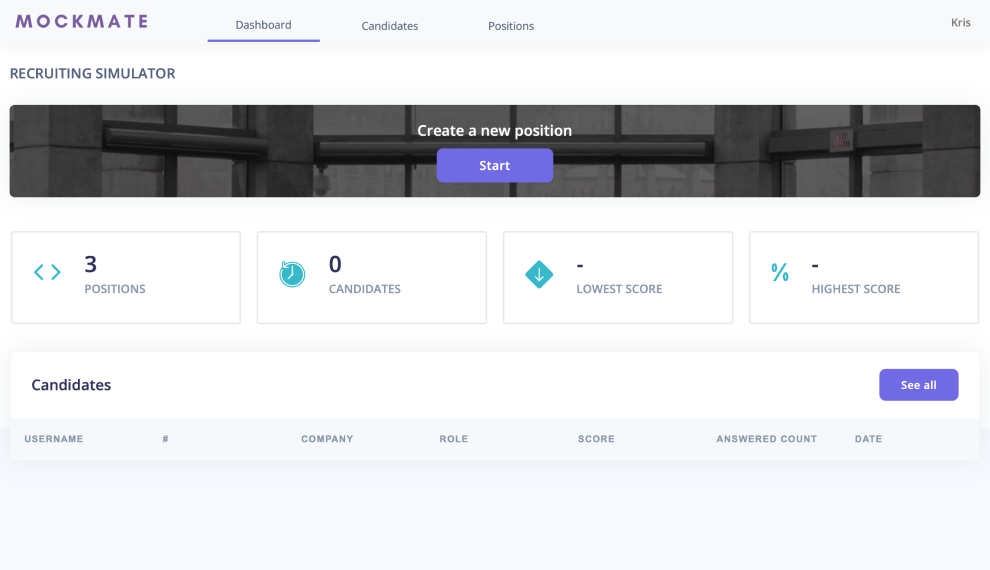 MOCKMATE
Dashboard
Candidates
Positions
Kris
RECRUITING SIMULATOR
Create a new position
Start
3
POSITIONS
0
CANDIDATES
-
LOWEST SCORE
%
-
HIGHEST SCORE
Candidates
See all
USERNAME # COMPANY ROLE SCORE ANSWERED COUNT DATE